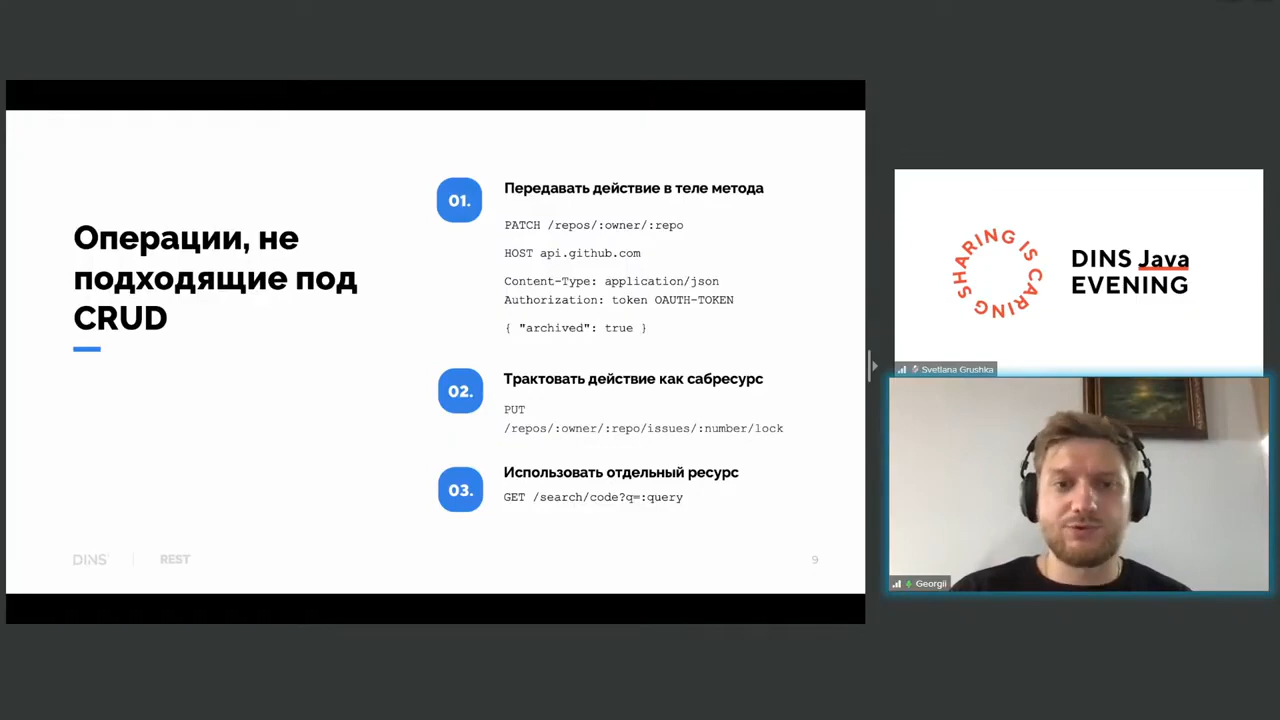 Операции, не
подходящие под
CRUD
01.
Передавать действие в теле метода
PATCH /repos/:owner/:repo
HOST api.github.com
Content-Type: application/json
Authorization: token OAUTH-TOKEN
{ "archived": true }
02.
Трактовать действие как сабресурс
PUT
/repos/:owner/:repo/issues/:number/lock
03.
Использовать отдельный ресурс
GET /search/code?q=:query
DINS
REST
9
SHARING IS CARING
DINS Java
EVENING
Svetlana Grushka
Georgii